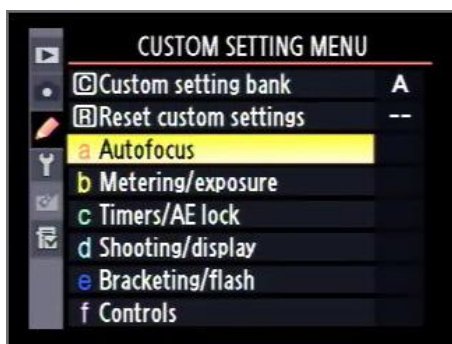 CUSTOM SETTING MENU
C Custom setting bank A
R Reset custom settings --
a Autofocus
b Metering/exposure
c Timers/AE lock
d Shooting/display
e Bracketing/flash
f Controls